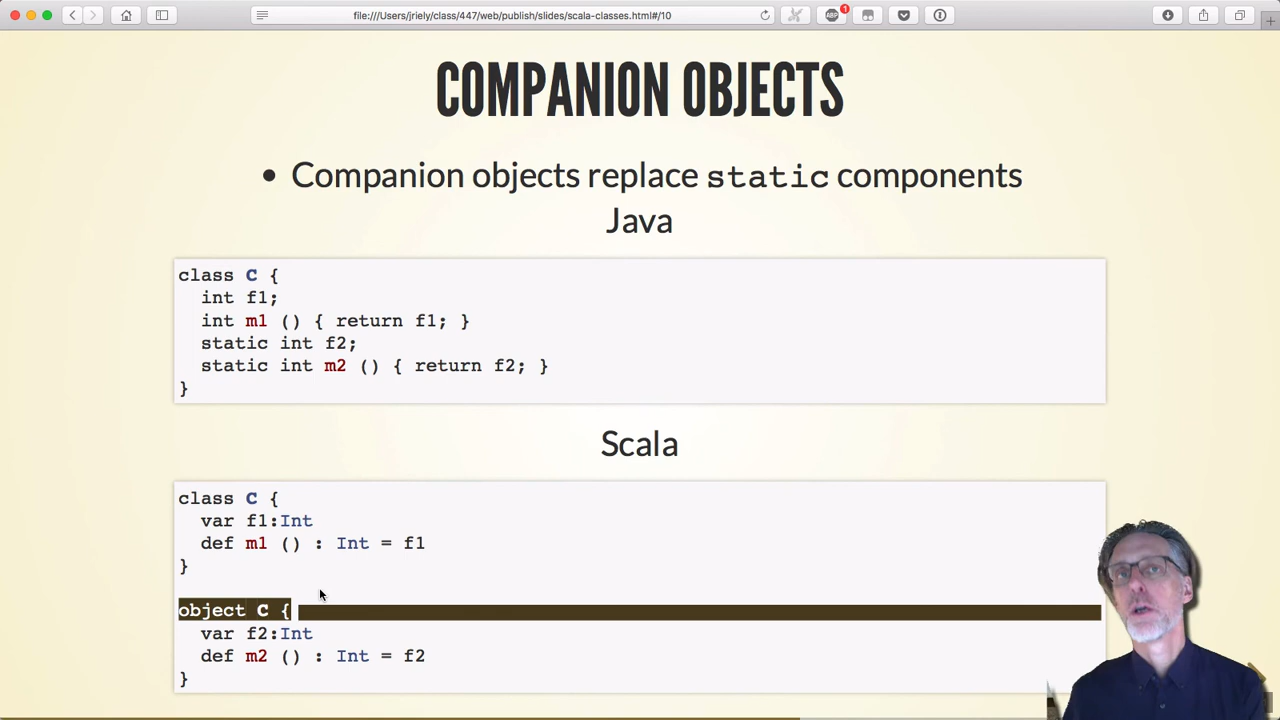 file:///Users/jriely/class/447/web/publish/slides/scala-classes.html#/10
ABP
1
COMPANION OBJECTS
• Companion objects replace static components
Java
class C {
  int f1;
  int m1 () { return f1; }
  static int f2;
  static int m2 () { return f2; }
}
Scala
class C {
  var f1:Int
  def m1 () : Int = f1
}
object C {
  var f2:Int
  def m2 () : Int = f2
}